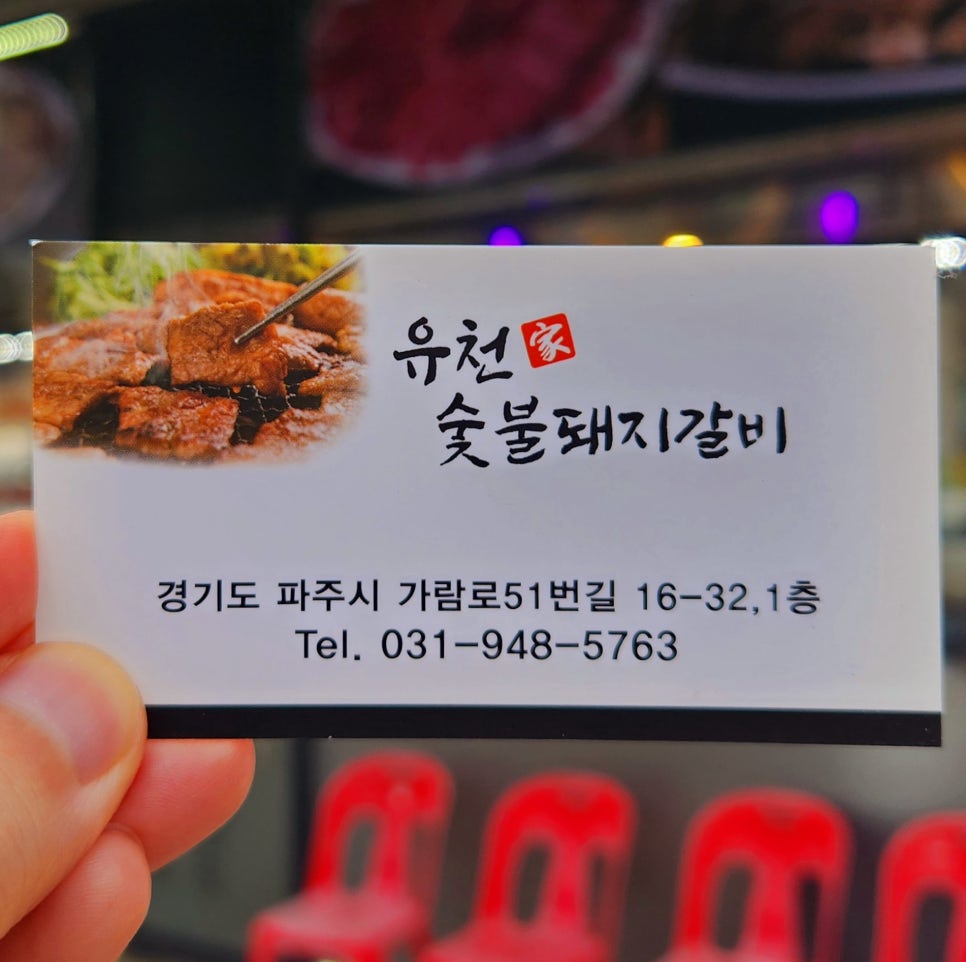 유천 家
숯불돼지갈비
경기도 파주시 가람로51번길 16-32,1층
Tel. 031-948-5763